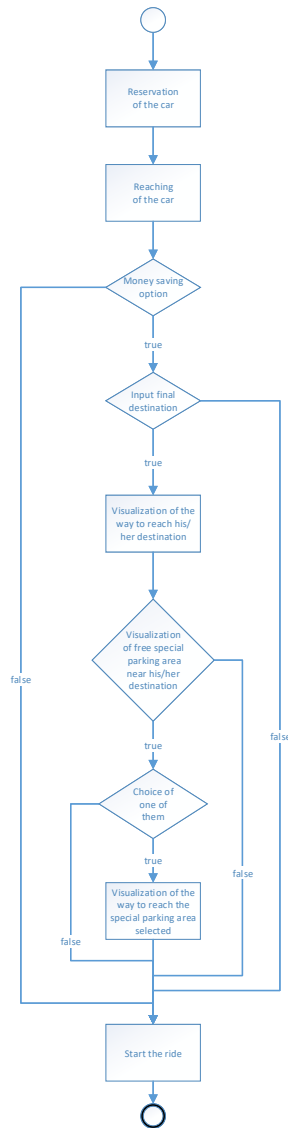 Reservation
of the car
Reaching
of the car
Money saving
option
true
Input final
destination
true
Visualization of the
way to reach his/
her destination
Visualization
of free special
parking area
near his/her
destination
false
false
true
Choice of
one of
them
true
false
Visualization of the
way to reach the
special parking area
selected
false
Start the ride